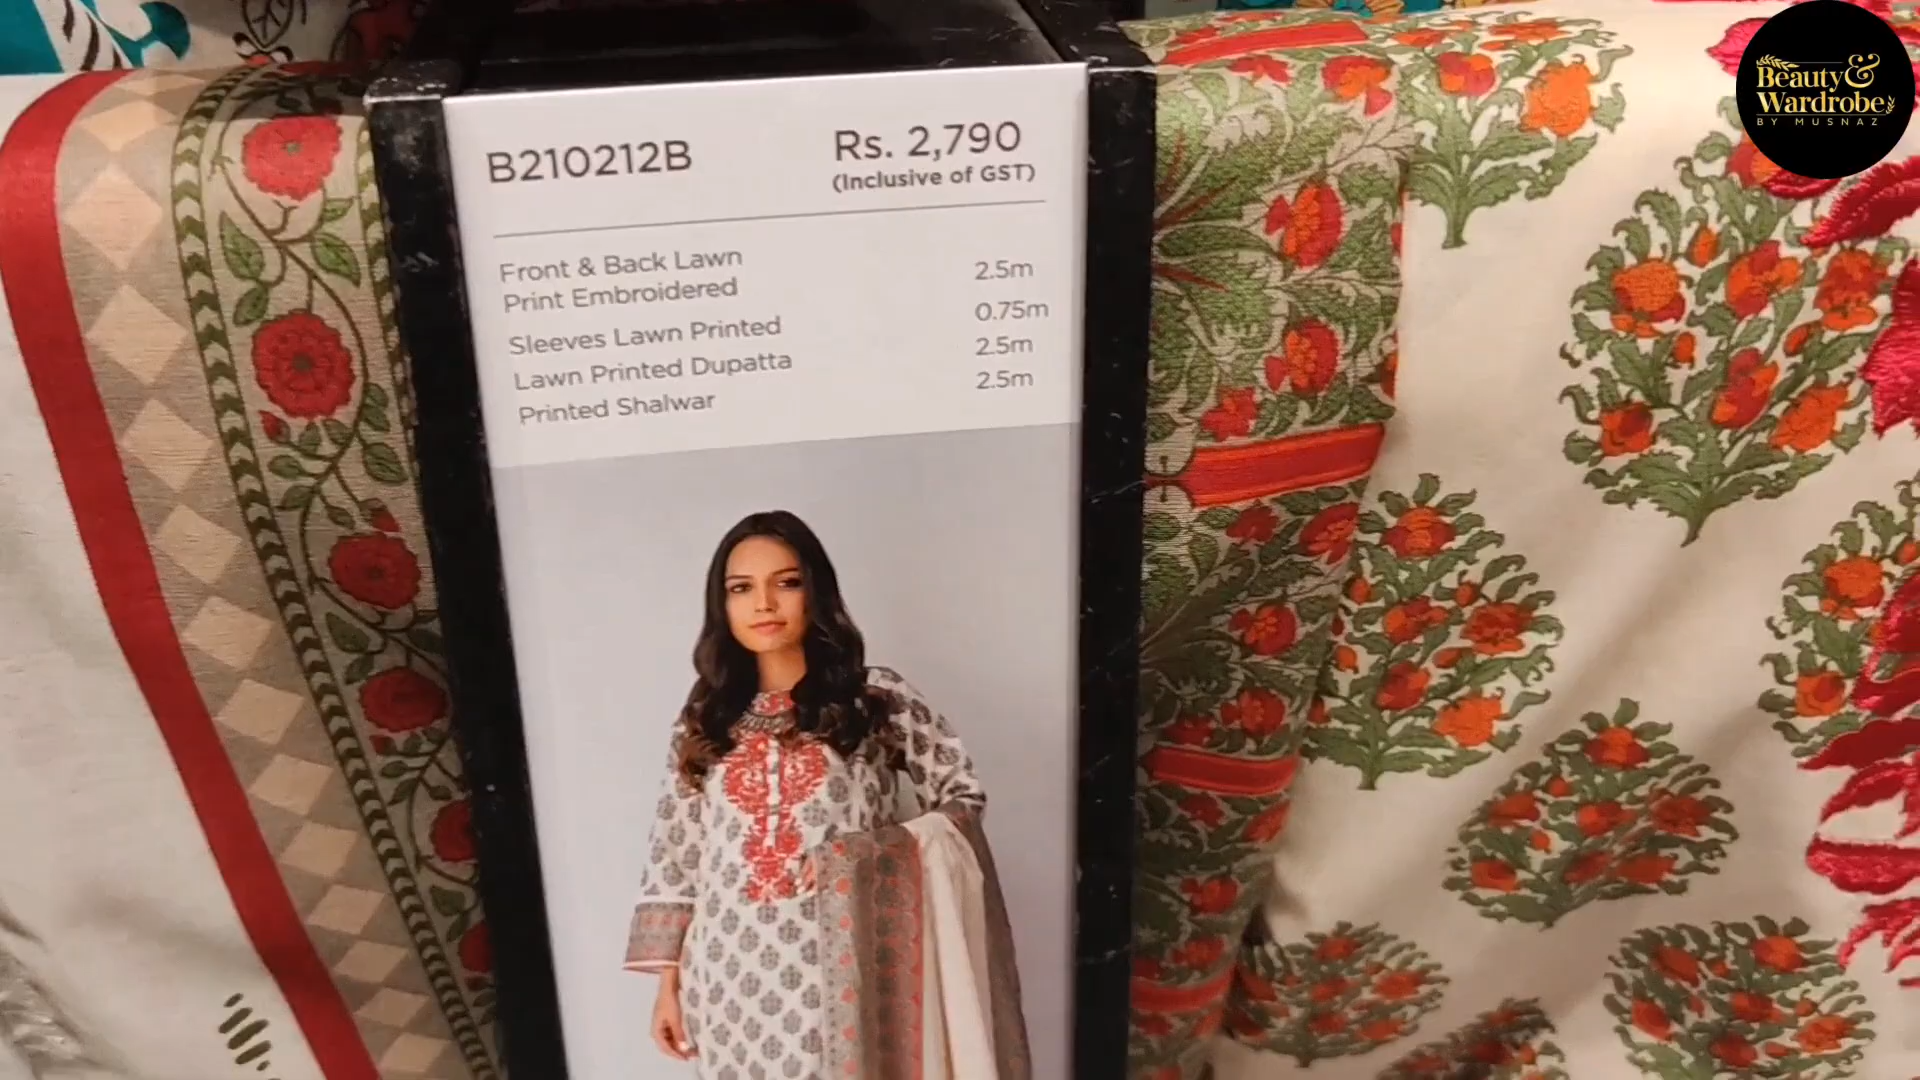 Beauty &
Wardrobe
BY MUSNAZ
B210212B
Rs. 2,790
(Inclusive of GST)
Front & Back Lawn
Print Embroidered
2.5m
Sleeves Lawn Printed
0.75m
Lawn Printed Dupatta
2.5m
Printed Shalwar
2.5m